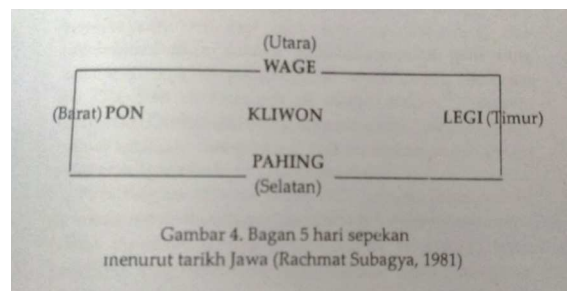 (Utara)
WAGE
(Barat) PON KLIWON LEGI (Timur)
PAHING
(Selatan)
Gambar 4. Bagan 5 hari sepekan
menurut tarikh Jawa (Rachmat Subagya, 1981)